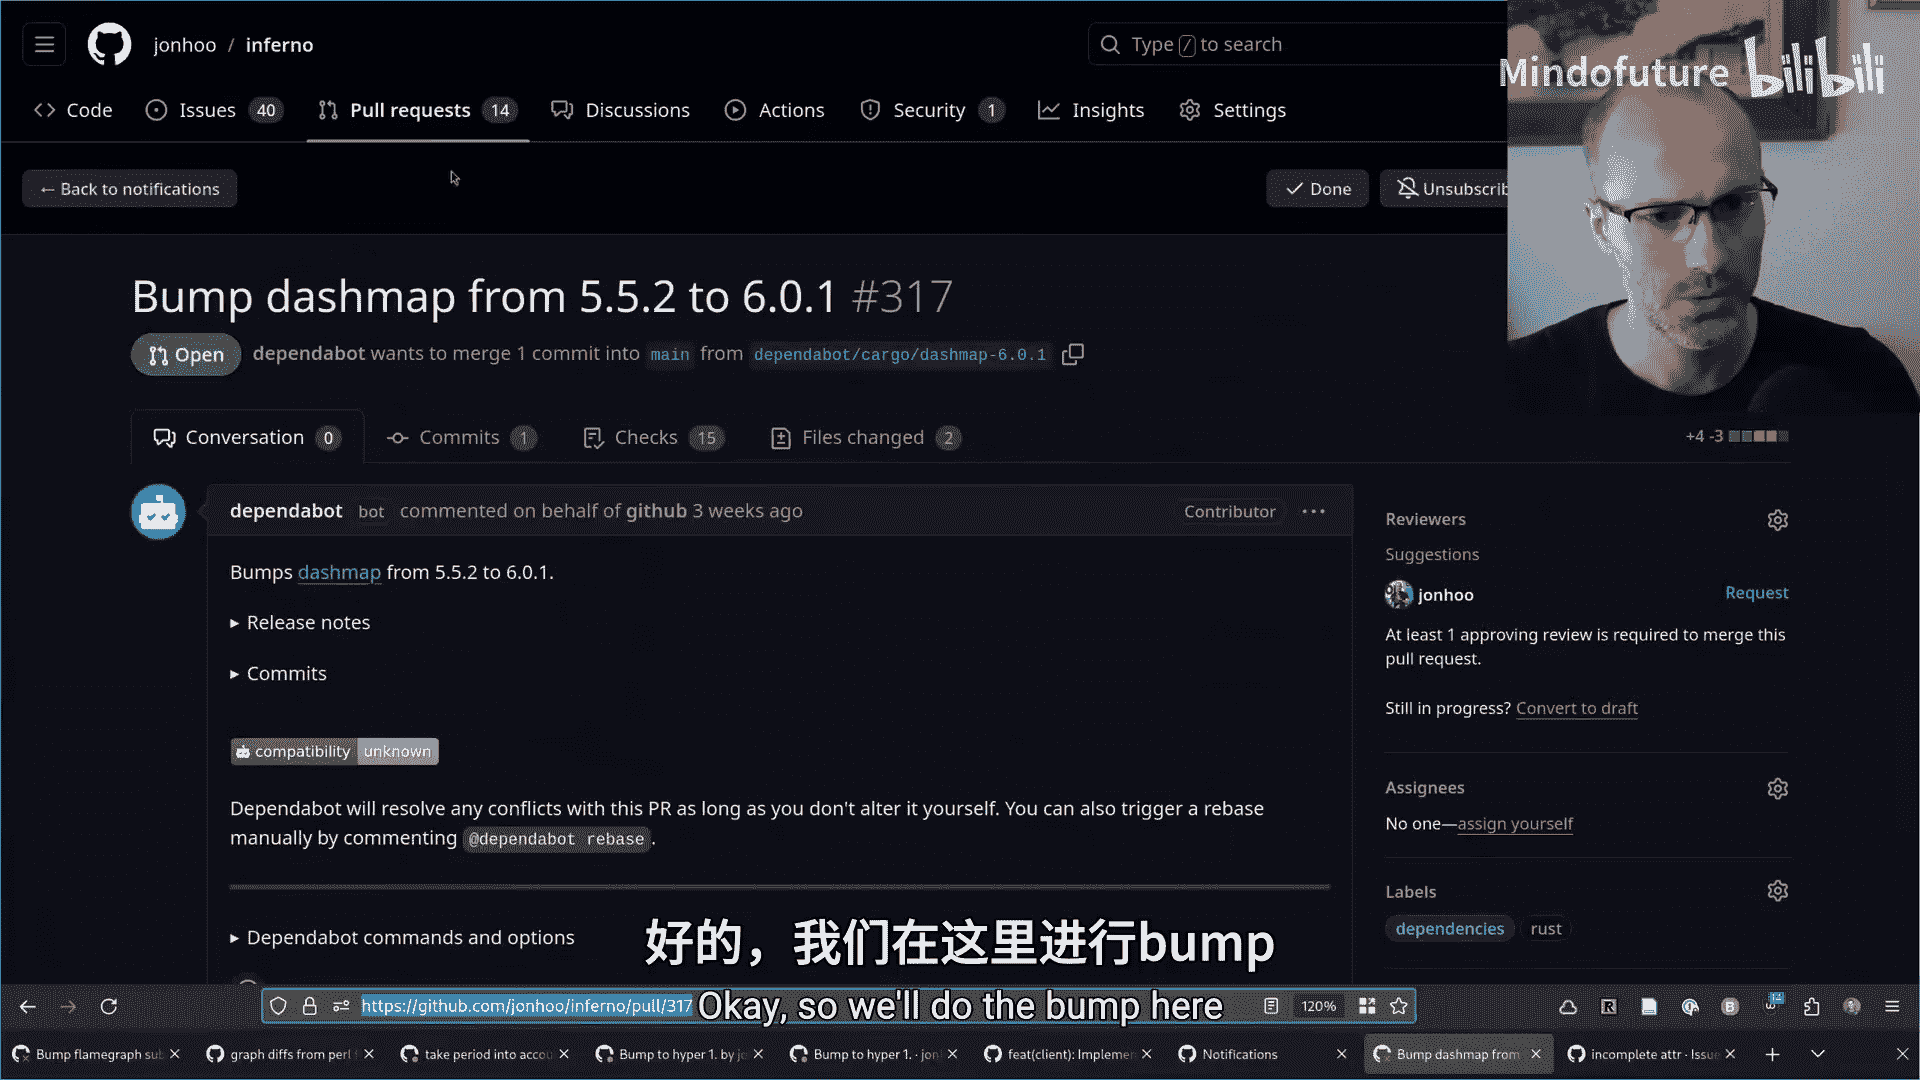 jonhoo / inferno
Type / to search
Mindofuture bilibili
Code
Issues 40
Pull requests 14
Discussions
Actions
Security 1
Insights
Settings
← Back to notifications
Done
Unsubscrib
Bump dashmap from 5.5.2 to 6.0.1 #317
Open
dependabot wants to merge 1 commit into main from dependabot/cargo/dashmap-6.0.1
Conversation 0
Commits 1
Checks 15
Files changed 2
+4 -3
dependabot bot commented on behalf of github 3 weeks ago
Contributor
Bumps dashmap from 5.5.2 to 6.0.1.
Release notes
Commits
compatibility unknown
Dependabot will resolve any conflicts with this PR as long as you don't alter it yourself. You can also trigger a rebase
manually by commenting @dependabot rebase.
Dependabot commands and options
Reviewers
Suggestions
jonhoo
Request
At least 1 approving review is required to merge this
pull request.
Still in progress? Convert to draft
Assignees
No one—assign yourself
Labels
dependencies rust
好的，我们在这里进行bump
https://github.com/jonhoo/inferno/pull/317
Okay, so we'll do the bump here
120%
Bump flamegraph sub
graph diffs from perl
take period into accou
Bump to hyper 1. by jo
Bump to hyper 1. · jon
feat(client): Implemen
Notifications
Bump dashmap from
incomplete attr · Issu